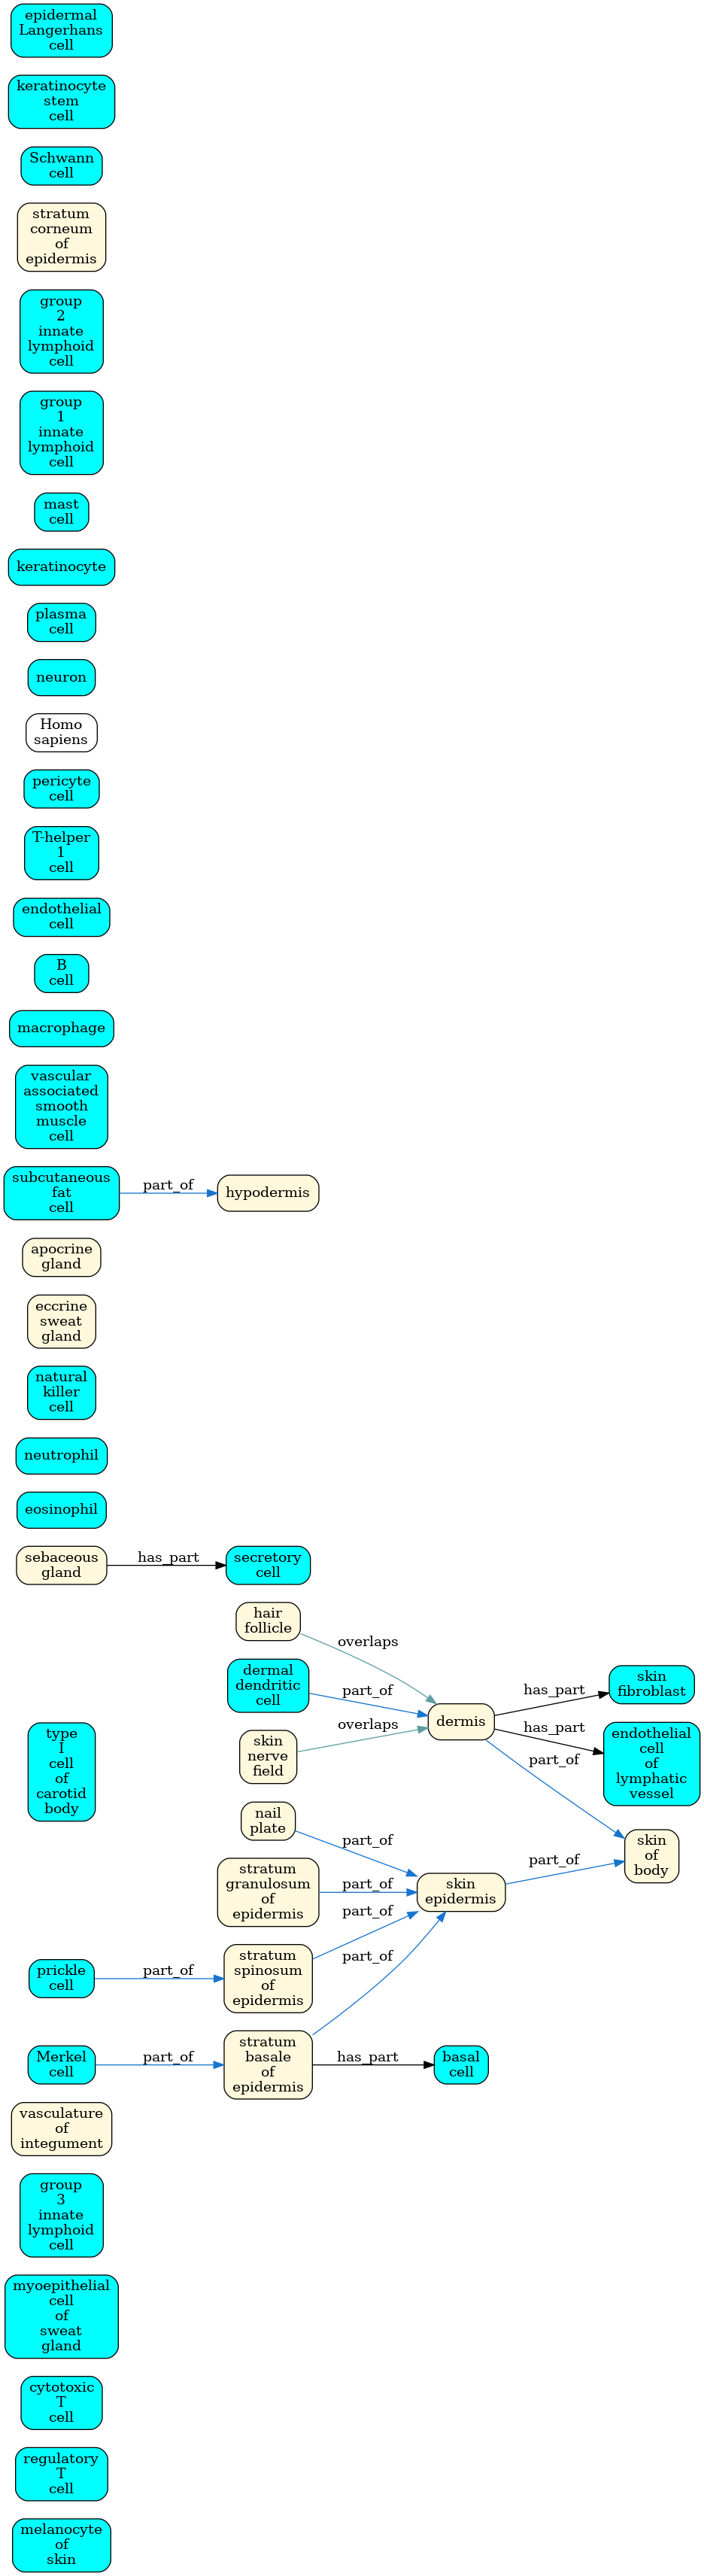 epidermal
Langerhans
cell
keratinocyte
stem
cell
Schwann
cell
stratum
corneum
of
epidermis
group
2
innate
lymphoid
cell
group
1
innate
lymphoid
cell
mast
cell
keratinocyte
plasma
cell
neuron
Homo
sapiens
pericyte
cell
T-helper
1
cell
endothelial
cell
B
cell
macrophage
vascular
associated
smooth
muscle
cell
subcutaneous
fat
cell
part_of
hypodermis
apocrine
gland
eccrine
sweat
gland
natural
killer
cell
neutrophil
eosinophil
sebaceous
gland
has_part
secretory
cell
hair
follicle
overlaps
dermal
dendritic
cell
part_of
skin
nerve
field
overlaps
dermis
has_part
skin
fibroblast
has_part
endothelial
cell
of
lymphatic
vessel
part_of
type
I
cell
of
carotid
body
nail
plate
part_of
stratum
granulosum
of
epidermis
part_of
skin
epidermis
part_of
skin
of
body
prickle
cell
part_of
stratum
spinosum
of
epidermis
part_of
Merkel
cell
part_of
stratum
basale
of
epidermis
part_of
has_part
basal
cell
vasculature
of
integument
group
3
innate
lymphoid
cell
myoepithelial
cell
of
sweat
gland
cytotoxic
T
cell
regulatory
T
cell
melanocyte
of
skin